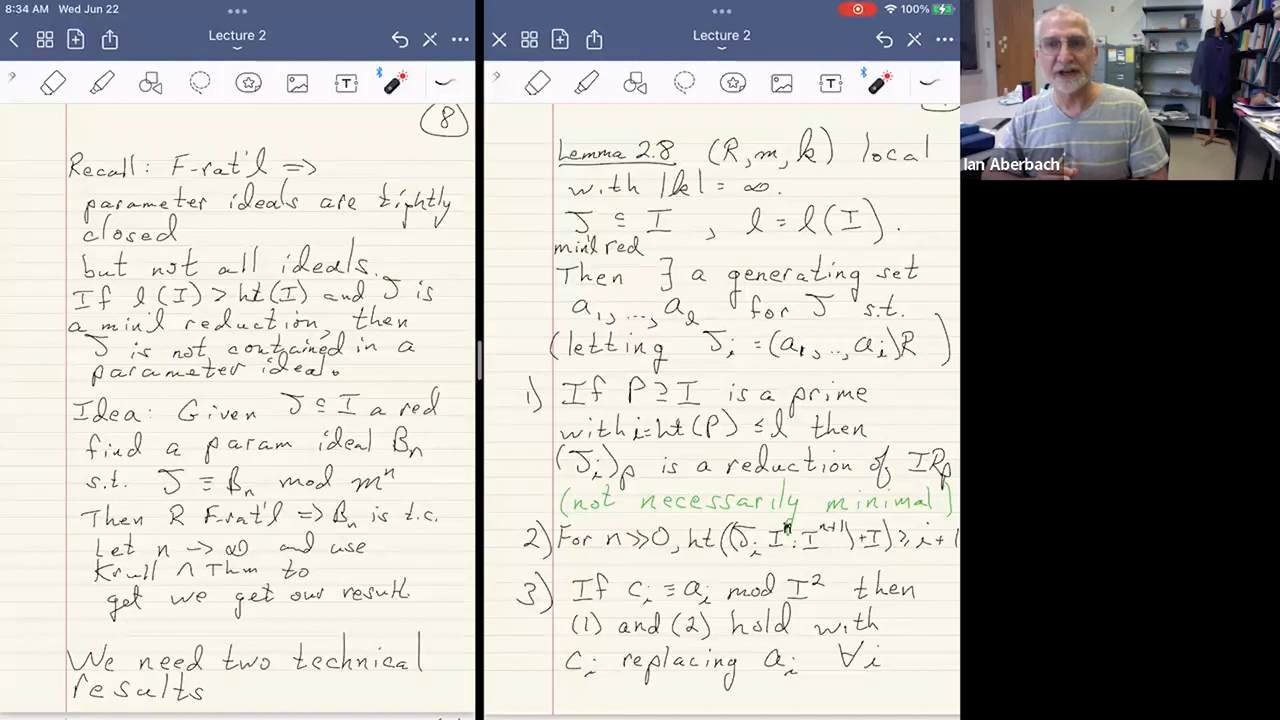 8:34 AM Wed Jun 22
100%
Lecture 2
Lecture 2
T
T
8
Recall: F-rat'l ⇒
parameter ideals are tightly
closed
but not all ideals.
If l(I) > ht(I) and J is
a min'l reduction, then
J is not contained in a
parameter ideal.
Idea: Given J ⊆ I a red
find a param ideal Bₙ
s.t. J ≡ Bₙ mod mⁿ
Then R F-rat'l ⇒ Bₙ is t.c.
Let n → ∞ and use
Krull ∩ Thm to
get we get our result.
We need two technical
results
Lemma 2.8 (R, m, k) local
with |k| = ∞.
J ⊆ I , l = l(I).
min'l red
Then ∃ a generating set
a₁, ..., aₗ for J s.t.
(letting Jᵢ = (a₁, .., aᵢ)R )
1) If P ⊇ I is a prime
with i = ht(P) ≤ l then
(Jᵢ)ₚ is a reduction of IRₚ
(not necessarily minimal)
2) For n >> 0, ht((Jᵢ Iⁿ : Iⁿ⁺¹) + I) ≥ i + 1
3) If cᵢ ≡ aᵢ mod I² then
(1) and (2) hold with
cᵢ replacing aᵢ ∀i
Ian Aberbach